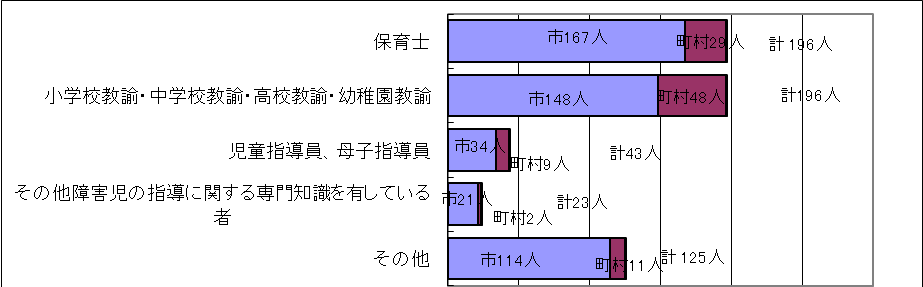 保育士 市167人 町村29人 計 196人
小学校教諭・中学校教諭・高校教諭・幼稚園教諭 市148人 町村48人 計196人
児童指導員、母子指導員 市34人 町村9人 計43人
その他障害児の指導に関する専門知識を有している
者 市21人 町村2人 計23人
その他 市114人 町村11人 計 125人